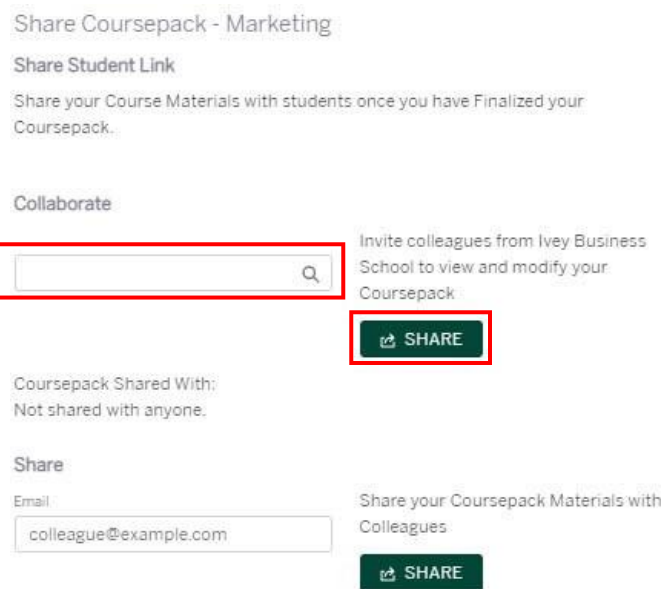 Share Coursepack - Marketing
Share Student Link
Share your Course Materials with students once you have Finalized your
Coursepack.
Collaborate
Invite colleagues from Ivey Business
School to view and modify your
Coursepack
SHARE
Coursepack Shared With:
Not shared with anyone.
Share
Email
colleague@example.com
Share your Coursepack Materials with
Colleagues
SHARE